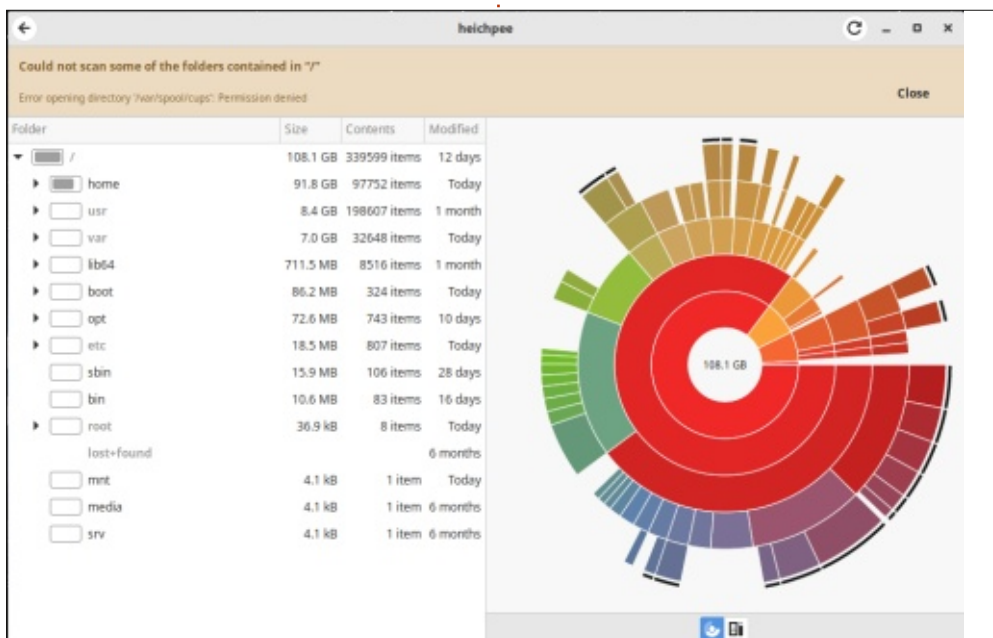 heichpee
Could not scan some of the folders contained in "/"
Error opening directory '/var/spool/cups': Permission denied
Close
Folder Size Contents Modified
/ 108.1 GB 339599 items 12 days
home 91.8 GB 97752 items Today
usr 8.4 GB 198607 items 1 month
var 7.0 GB 32648 items Today
lib64 711.5 MB 8516 items 1 month
boot 86.2 MB 324 items Today
opt 72.6 MB 743 items 10 days
etc 18.5 MB 807 items Today
sbin 15.9 MB 106 items 28 days
bin 10.6 MB 83 items 16 days
root 36.9 kB 8 items Today
lost+found 6 months
mnt 4.1 kB 1 item Today
media 4.1 kB 1 item 6 months
srv 4.1 kB 1 item 6 months
108.1 GB